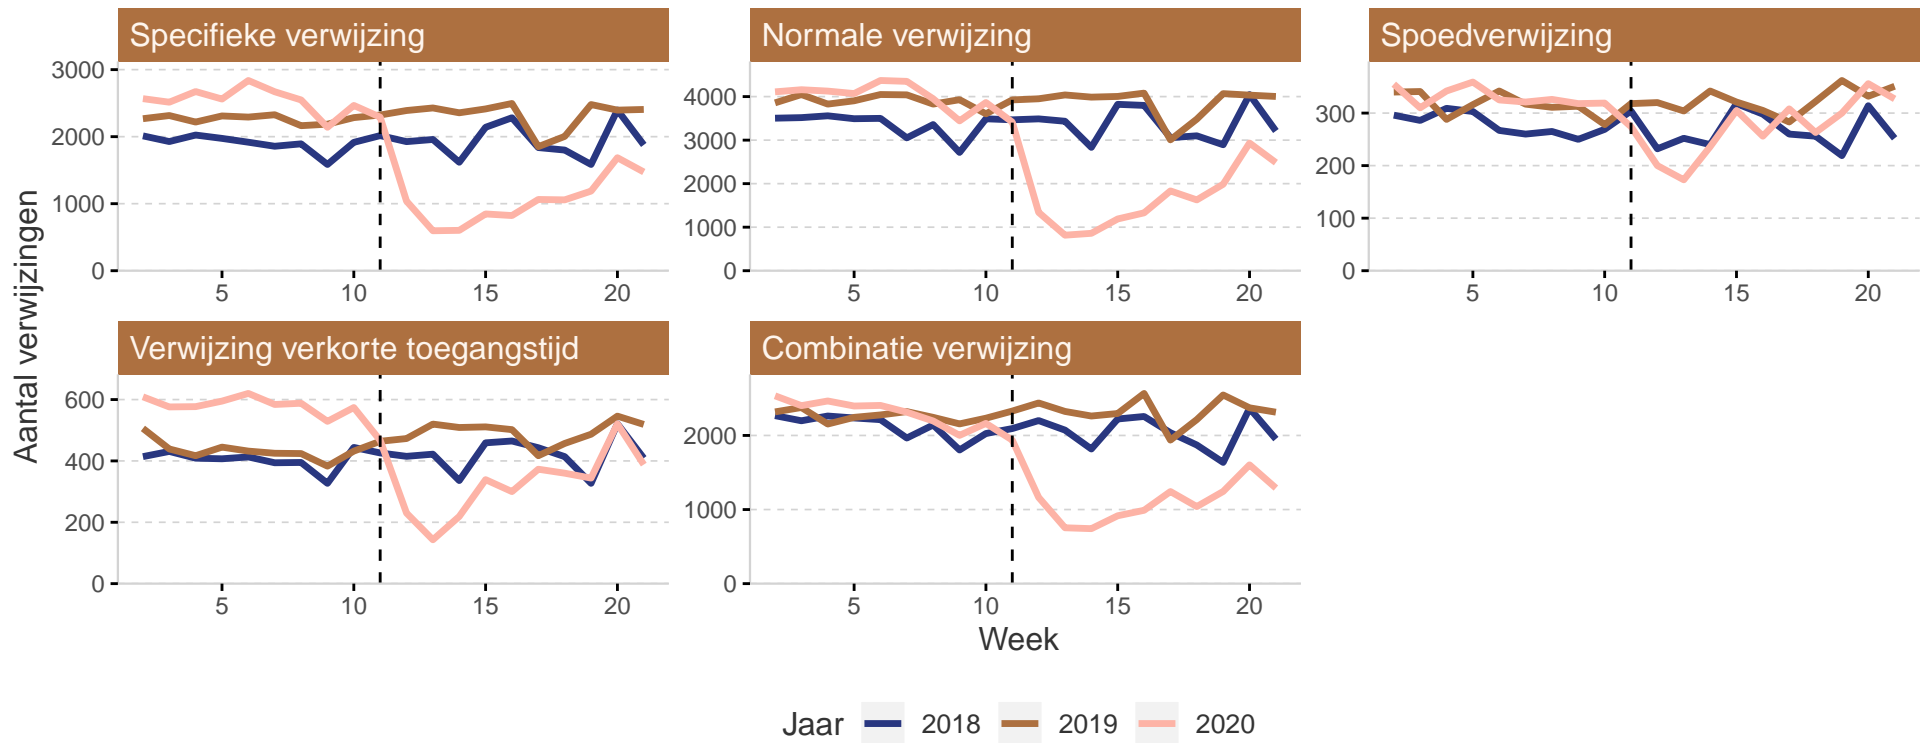 Specifieke verwijzing
Normale verwijzing
Spoedverwijzing
3000
2000
1000
0
5 10 15 20
4000
3000
2000
1000
0
5 10 15 20
300
200
100
0
5 10 15 20
Aantal verwijzingen
Verwijzing verkorte toegangstijd
Combinatie verwijzing
600
400
200
0
5 10 15 20
2000
1000
0
5 10 15 20
Week
Jaar 2018 2019 2020